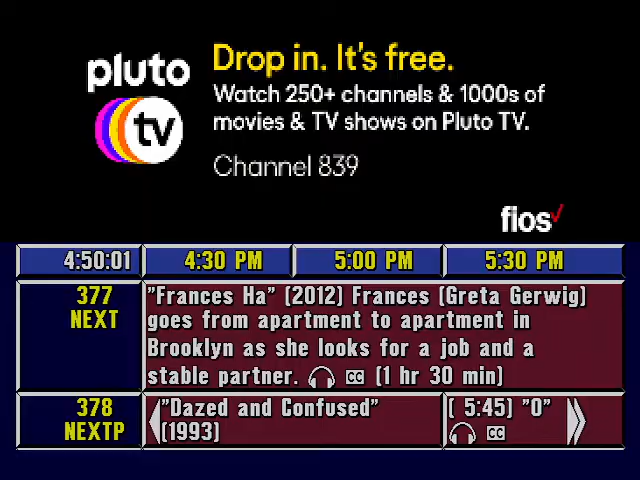 pluto
tv
Drop in. It's free.
Watch 250+ channels & 1000s of
movies & TV shows on Pluto TV.
Channel 839
fios
4:50:01 4:30 PM 5:00 PM 5:30 PM
377
NEXT
"Frances Ha" (2012) Frances (Greta Gerwig)
goes from apartment to apartment in
Brooklyn as she looks for a job and a
stable partner. CC (1 hr 30 min)
378
NEXTP
"Dazed and Confused"
(1993)
[ 5:45) "O"
CC